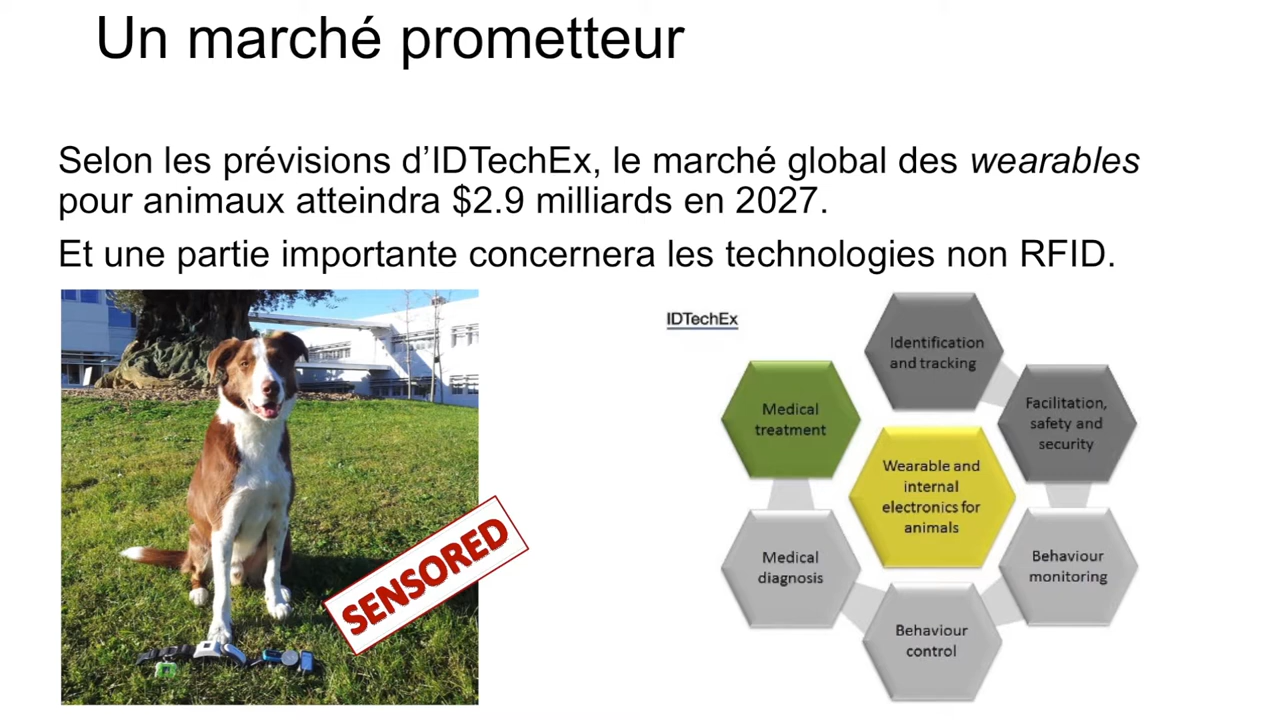 Un marché prometteur
Selon les prévisions d’IDTechEx, le marché global des wearables
pour animaux atteindra $2.9 milliards en 2027.
Et une partie importante concernera les technologies non RFID.
SENSORED
IDTechEx
Identification
and tracking
Facilitation,
safety and
security
Medical
treatment
Wearable and
internal
electronics for
animals
Behaviour
monitoring
Medical
diagnosis
Behaviour
control